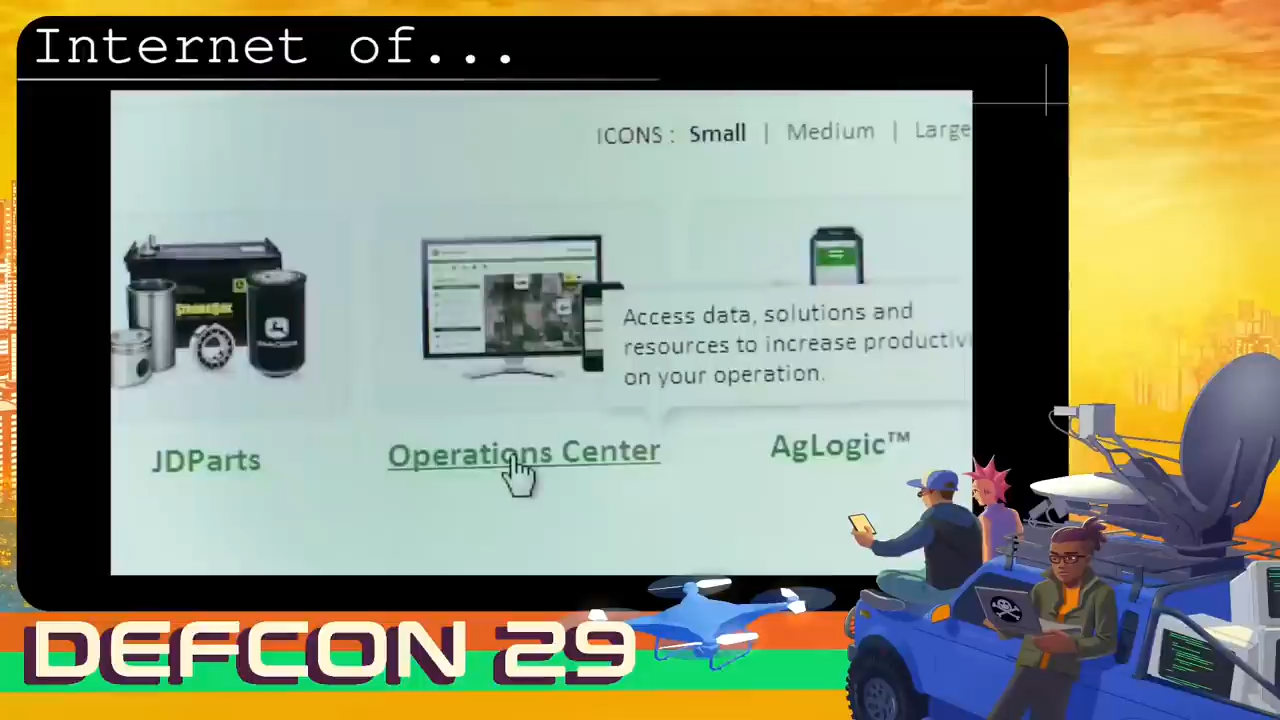 Internet of...
ICONS : Small | Medium | Large
Access data, solutions and
resources to increase productivi
on your operation.
JDParts
Operations Center
AgLogic™
DEFCON 29